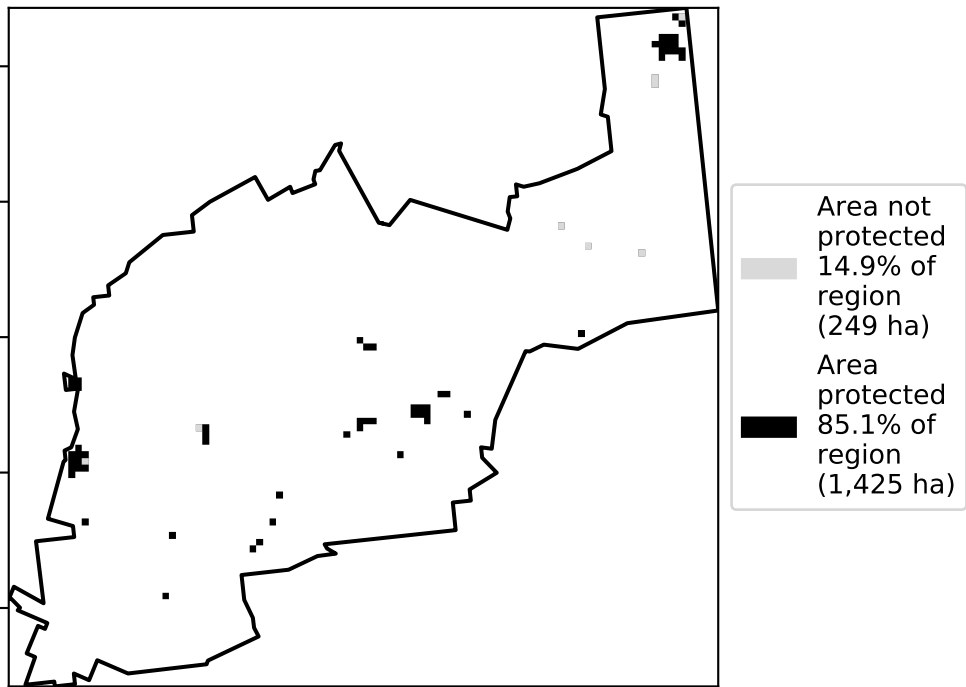 Area not
protected
14.9% of
region
(249 ha)
Area
protected
85.1% of
region
(1,425 ha)